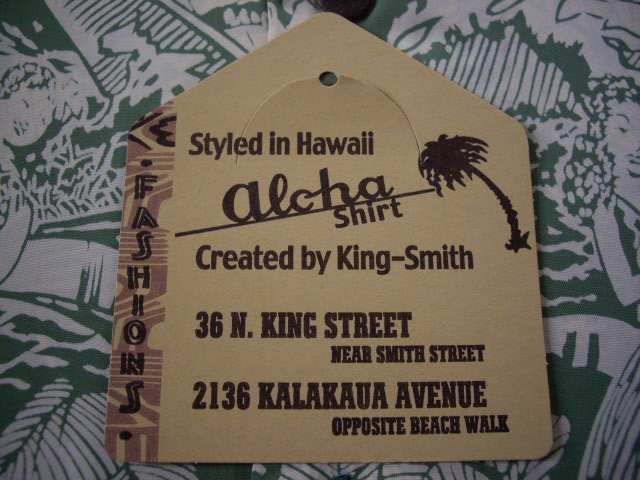 Styled in Hawaii
aloha
Shirt
Created by King-Smith
36 N. KING STREET
NEAR SMITH STREET
2136 KALAKAUA AVENUE
OPPOSITE BEACH WALK
• FASHIONS •